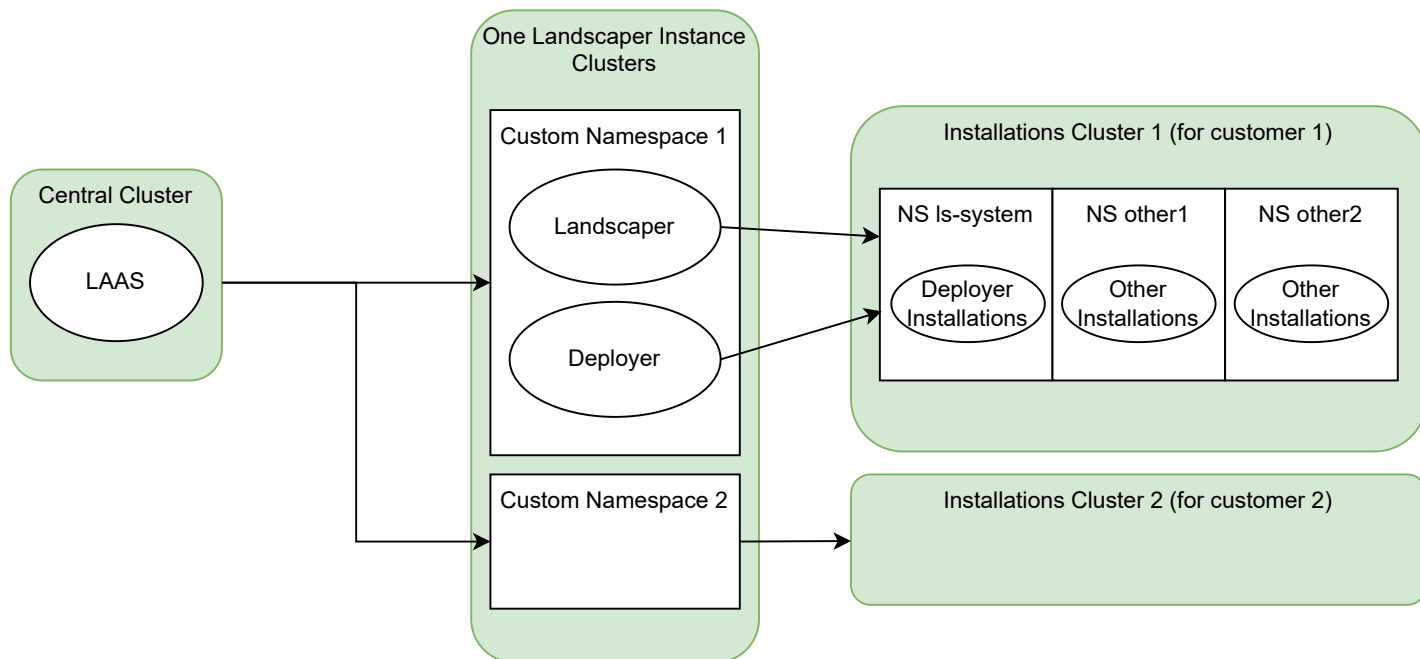 Central Cluster
LAAS
One Landscaper Instance
Clusters
Custom Namespace 1
Landscaper
Deployer
Custom Namespace 2
Installations Cluster 1 (for customer 1)
NS ls-system
Deployer
Installations
NS other1
Other
Installations
NS other2
Other
Installations
Installations Cluster 2 (for customer 2)